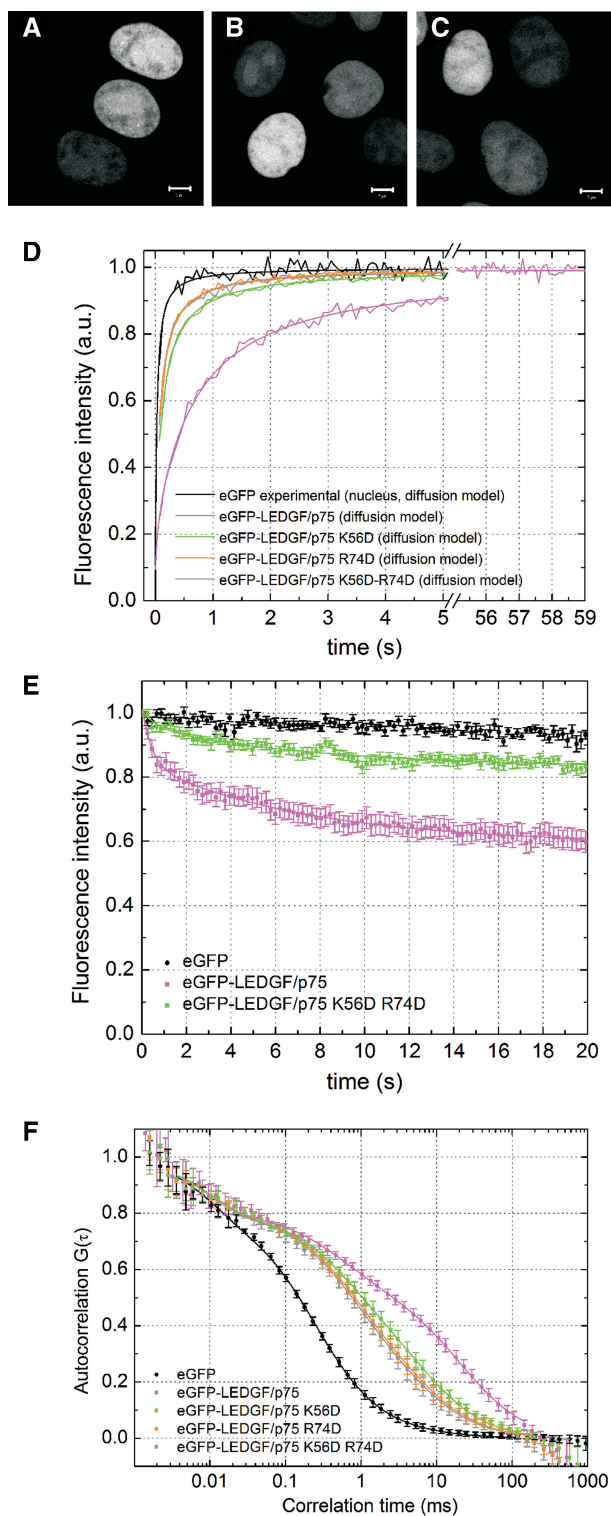 A
B
C
D
Fluorescence intensity (a.u.)
1.0
0.8
0.6
0.4
0.2
0.0
eGFP experimental (nucleus, diffusion model)
eGFP-LEDGF/p75 (diffusion model)
eGFP-LEDGF/p75 K56D (diffusion model)
eGFP-LEDGF/p75 R74D (diffusion model)
eGFP-LEDGF/p75 K56D-R74D (diffusion model)
0 1 2 3 4 5 56 57 58 59
time (s)
E
Fluorescence intensity (a.u.)
1.0
0.8
0.6
0.4
0.2
0.0
eGFP
eGFP-LEDGF/p75
eGFP-LEDGF/p75 K56D R74D
0 2 4 6 8 10 12 14 16 18 20
time (s)
F
Autocorrelation G(τ)
1.0
0.8
0.6
0.4
0.2
0.0
eGFP
eGFP-LEDGF/p75
eGFP-LEDGF/p75 K56D
eGFP-LEDGF/p75 R74D
eGFP-LEDGF/p75 K56D R74D
0.01 0.1 1 10 100 1000
Correlation time (ms)